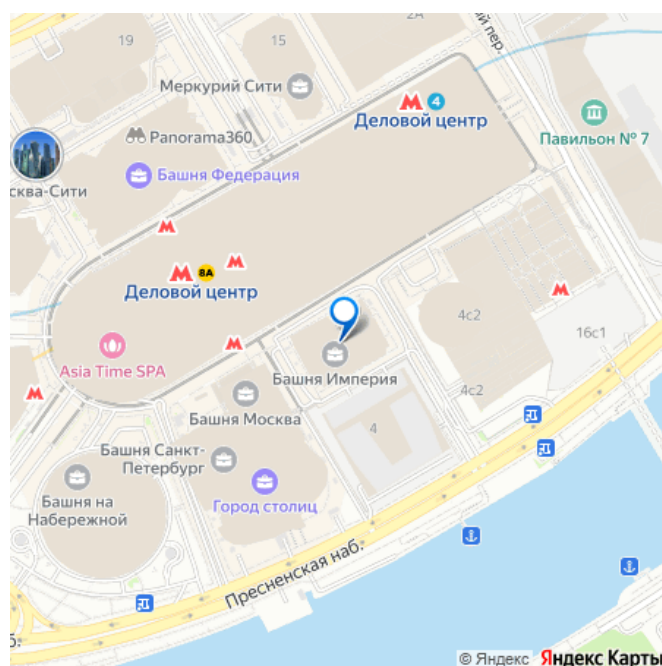 2А
19
15
ый пер.
Меркурий Сити
4
Деловой центр
Павильон № 7
Panorama360
сква-Сити
Башня Федерация
8А
Деловой центр
4с2
16с1
Asia Time SPA
Башня Империя
4с2
Башня Москва
4
Башня Санкт-
Петербург
Башня на
Набережной
Город столиц
Пресненская наб.
б.
© Яндекс Яндекс Карты